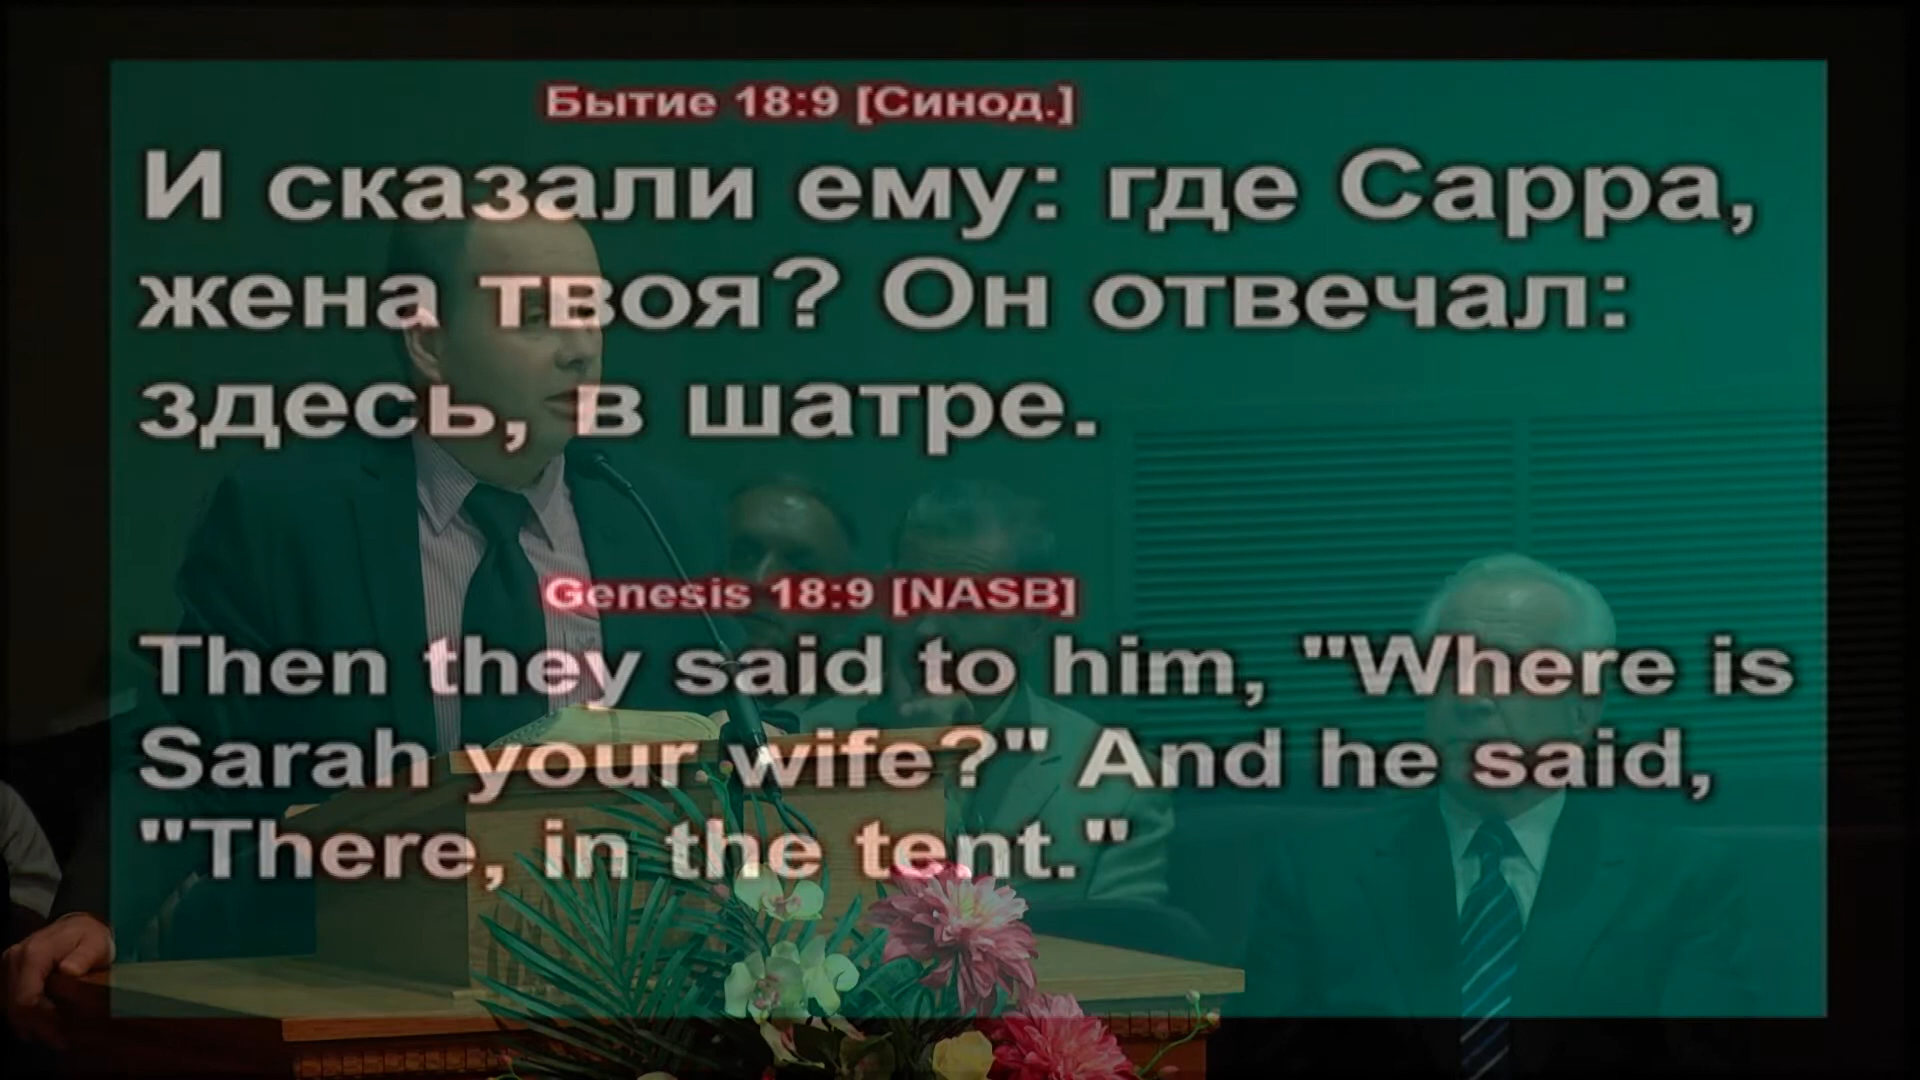 Бытие 18:9 [Синод.]
И сказали ему: где Сарра,
жена твоя? Он отвечал:
здесь, в шатре.
Genesis 18:9 [NASB]
Then they said to him, "Where is
Sarah your wife?" And he said,
"There, in the tent."